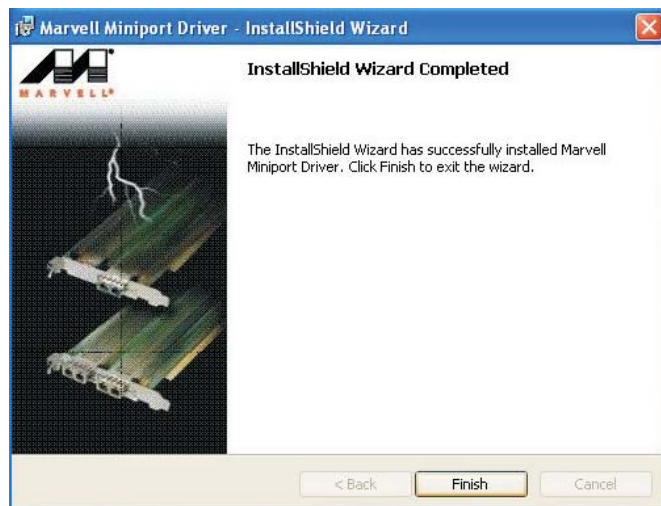 Marvell Miniport Driver - InstallShield Wizard
MARVELL®
InstallShield Wizard Completed
The InstallShield Wizard has successfully installed Marvell
Miniport Driver. Click Finish to exit the wizard.
< Back
Finish
Cancel